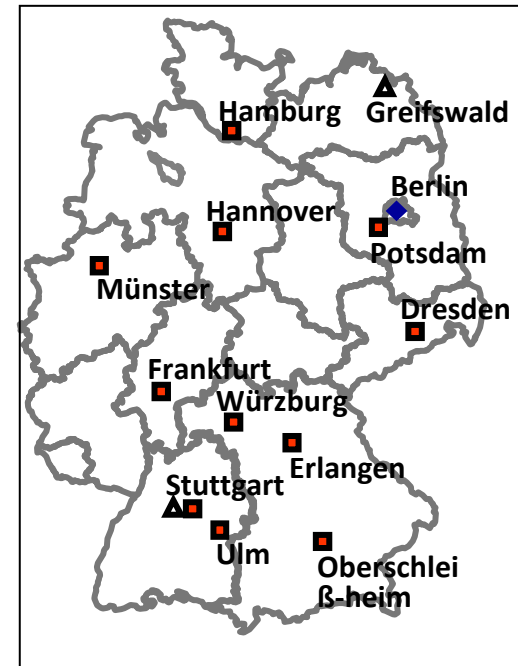 Hamburg
Greifswald
Berlin
Hannover
Potsdam
Münster
Dresden
Frankfurt
Würzburg
Erlangen
Stuttgart
Ulm
Oberschlei
ß-heim